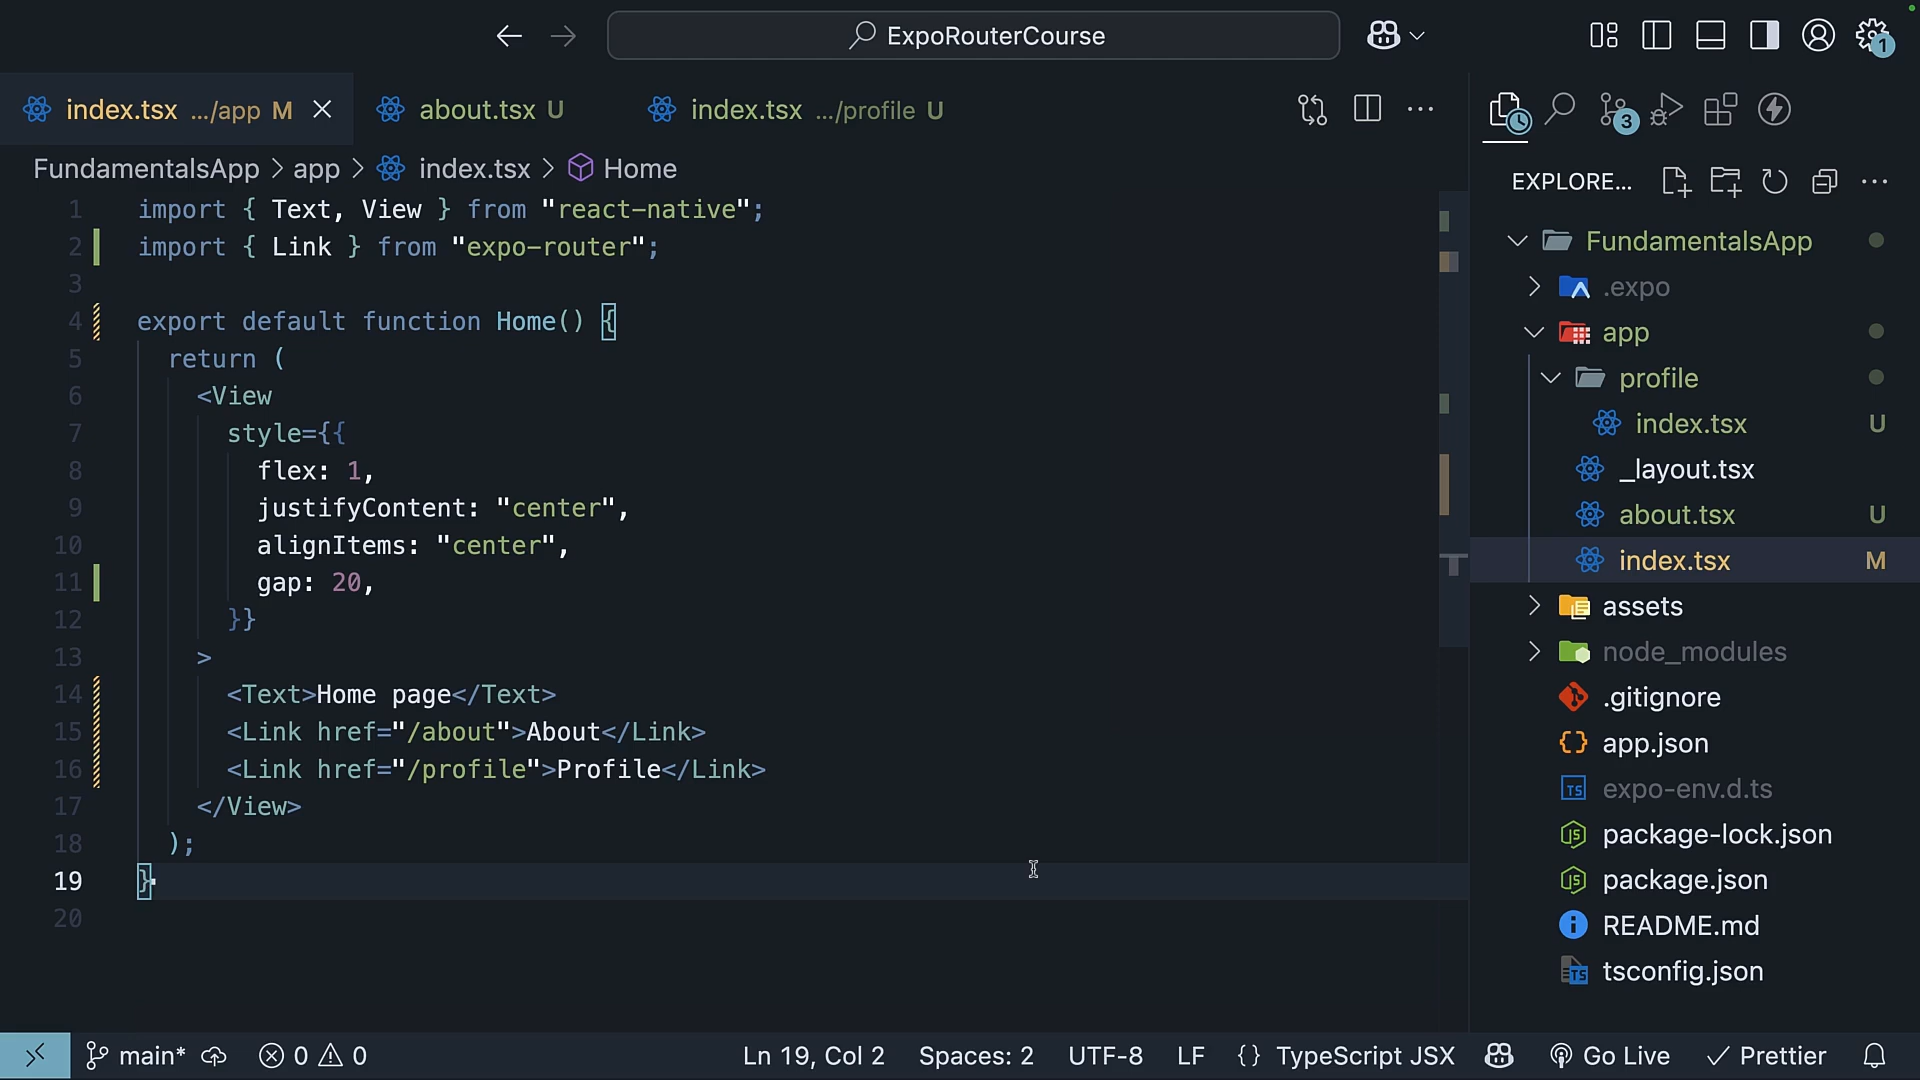 ExpoRouterCourse
1
index.tsx .../app M
about.tsx U
index.tsx .../profile U
3
FundamentalsApp > app > index.tsx > Home
EXPLORE...
1 import { Text, View } from "react-native";
2 import { Link } from "expo-router";
3
4 export default function Home() {
5 return (
6 <View
7 style={{
8 flex: 1,
9 justifyContent: "center",
10 alignItems: "center",
11 gap: 20,
12 }}
13 >
14 <Text>Home page</Text>
15 <Link href="/about">About</Link>
16 <Link href="/profile">Profile</Link>
17 </View>
18 );
19 }
20
FundamentalsApp
.expo
app
profile
index.tsx U
_layout.tsx
about.tsx U
index.tsx M
assets
node_modules
.gitignore
app.json
TS expo-env.d.ts
JS package-lock.json
JS package.json
README.md
TS tsconfig.json
main* 0 0 Ln 19, Col 2 Spaces: 2 UTF-8 LF {} TypeScript JSX Go Live Prettier